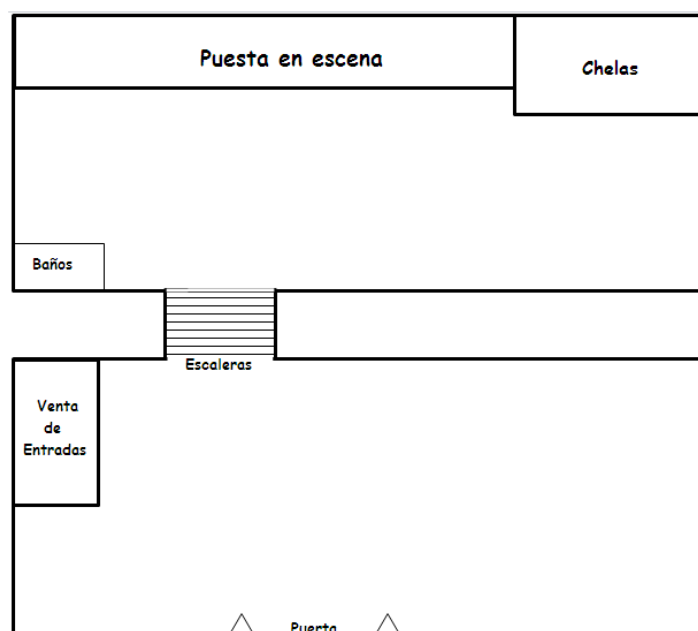 Puesta en escena
Chelas
Baños
Escaleras
Venta
de
Entradas
Puerta